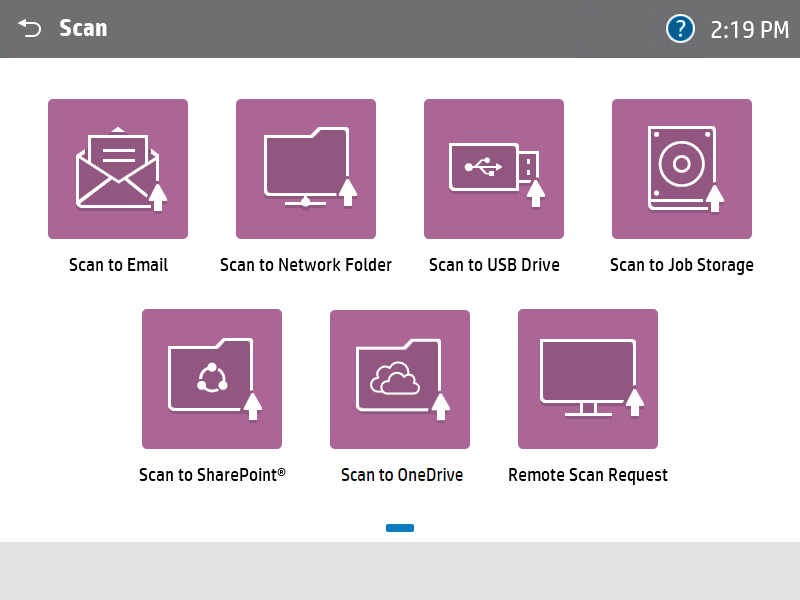 Scan
? 2:19 PM
Scan to Email
Scan to Network Folder
Scan to USB Drive
Scan to Job Storage
Scan to SharePoint®
Scan to OneDrive
Remote Scan Request